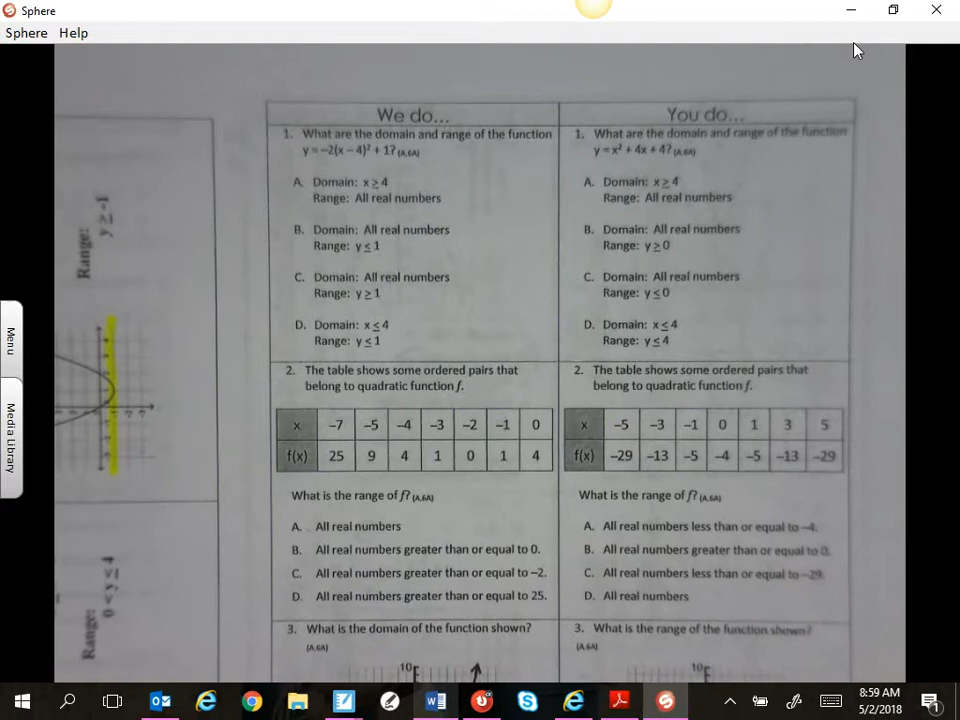 Sphere
Sphere Help
Menu
Media Library
Range:
y ≥ -1
Range:
0 < y ≤ 4
We do...
1. What are the domain and range of the function
y = −2(x − 4)² + 1? (A.6A)
A. Domain: x ≥ 4
Range: All real numbers
B. Domain: All real numbers
Range: y ≤ 1
C. Domain: All real numbers
Range: y ≥ 1
D. Domain: x ≤ 4
Range: y ≤ 1
2. The table shows some ordered pairs that
belong to quadratic function f.
x −7 −5 −4 −3 −2 −1 0
f(x) 25 9 4 1 0 1 4
What is the range of f? (A.6A)
A. All real numbers
B. All real numbers greater than or equal to 0.
C. All real numbers greater than or equal to −2.
D. All real numbers greater than or equal to 25.
3. What is the domain of the function shown?
(A.6A)
10
You do...
1. What are the domain and range of the function
y = x² + 4x + 4? (A.6A)
A. Domain: x ≥ 4
Range: All real numbers
B. Domain: All real numbers
Range: y ≥ 0
C. Domain: All real numbers
Range: y ≤ 0
D. Domain: x ≤ 4
Range: y ≤ 4
2. The table shows some ordered pairs that
belong to quadratic function f.
x −5 −3 −1 0 1 3 5
f(x) −29 −13 −5 −4 −5 −13 −29
What is the range of f? (A.6A)
A. All real numbers less than or equal to −4.
B. All real numbers greater than or equal to 0.
C. All real numbers less than or equal to −29.
D. All real numbers
3. What is the range of the function shown?
(A.6A)
10
8:59 AM
5/2/2018
1